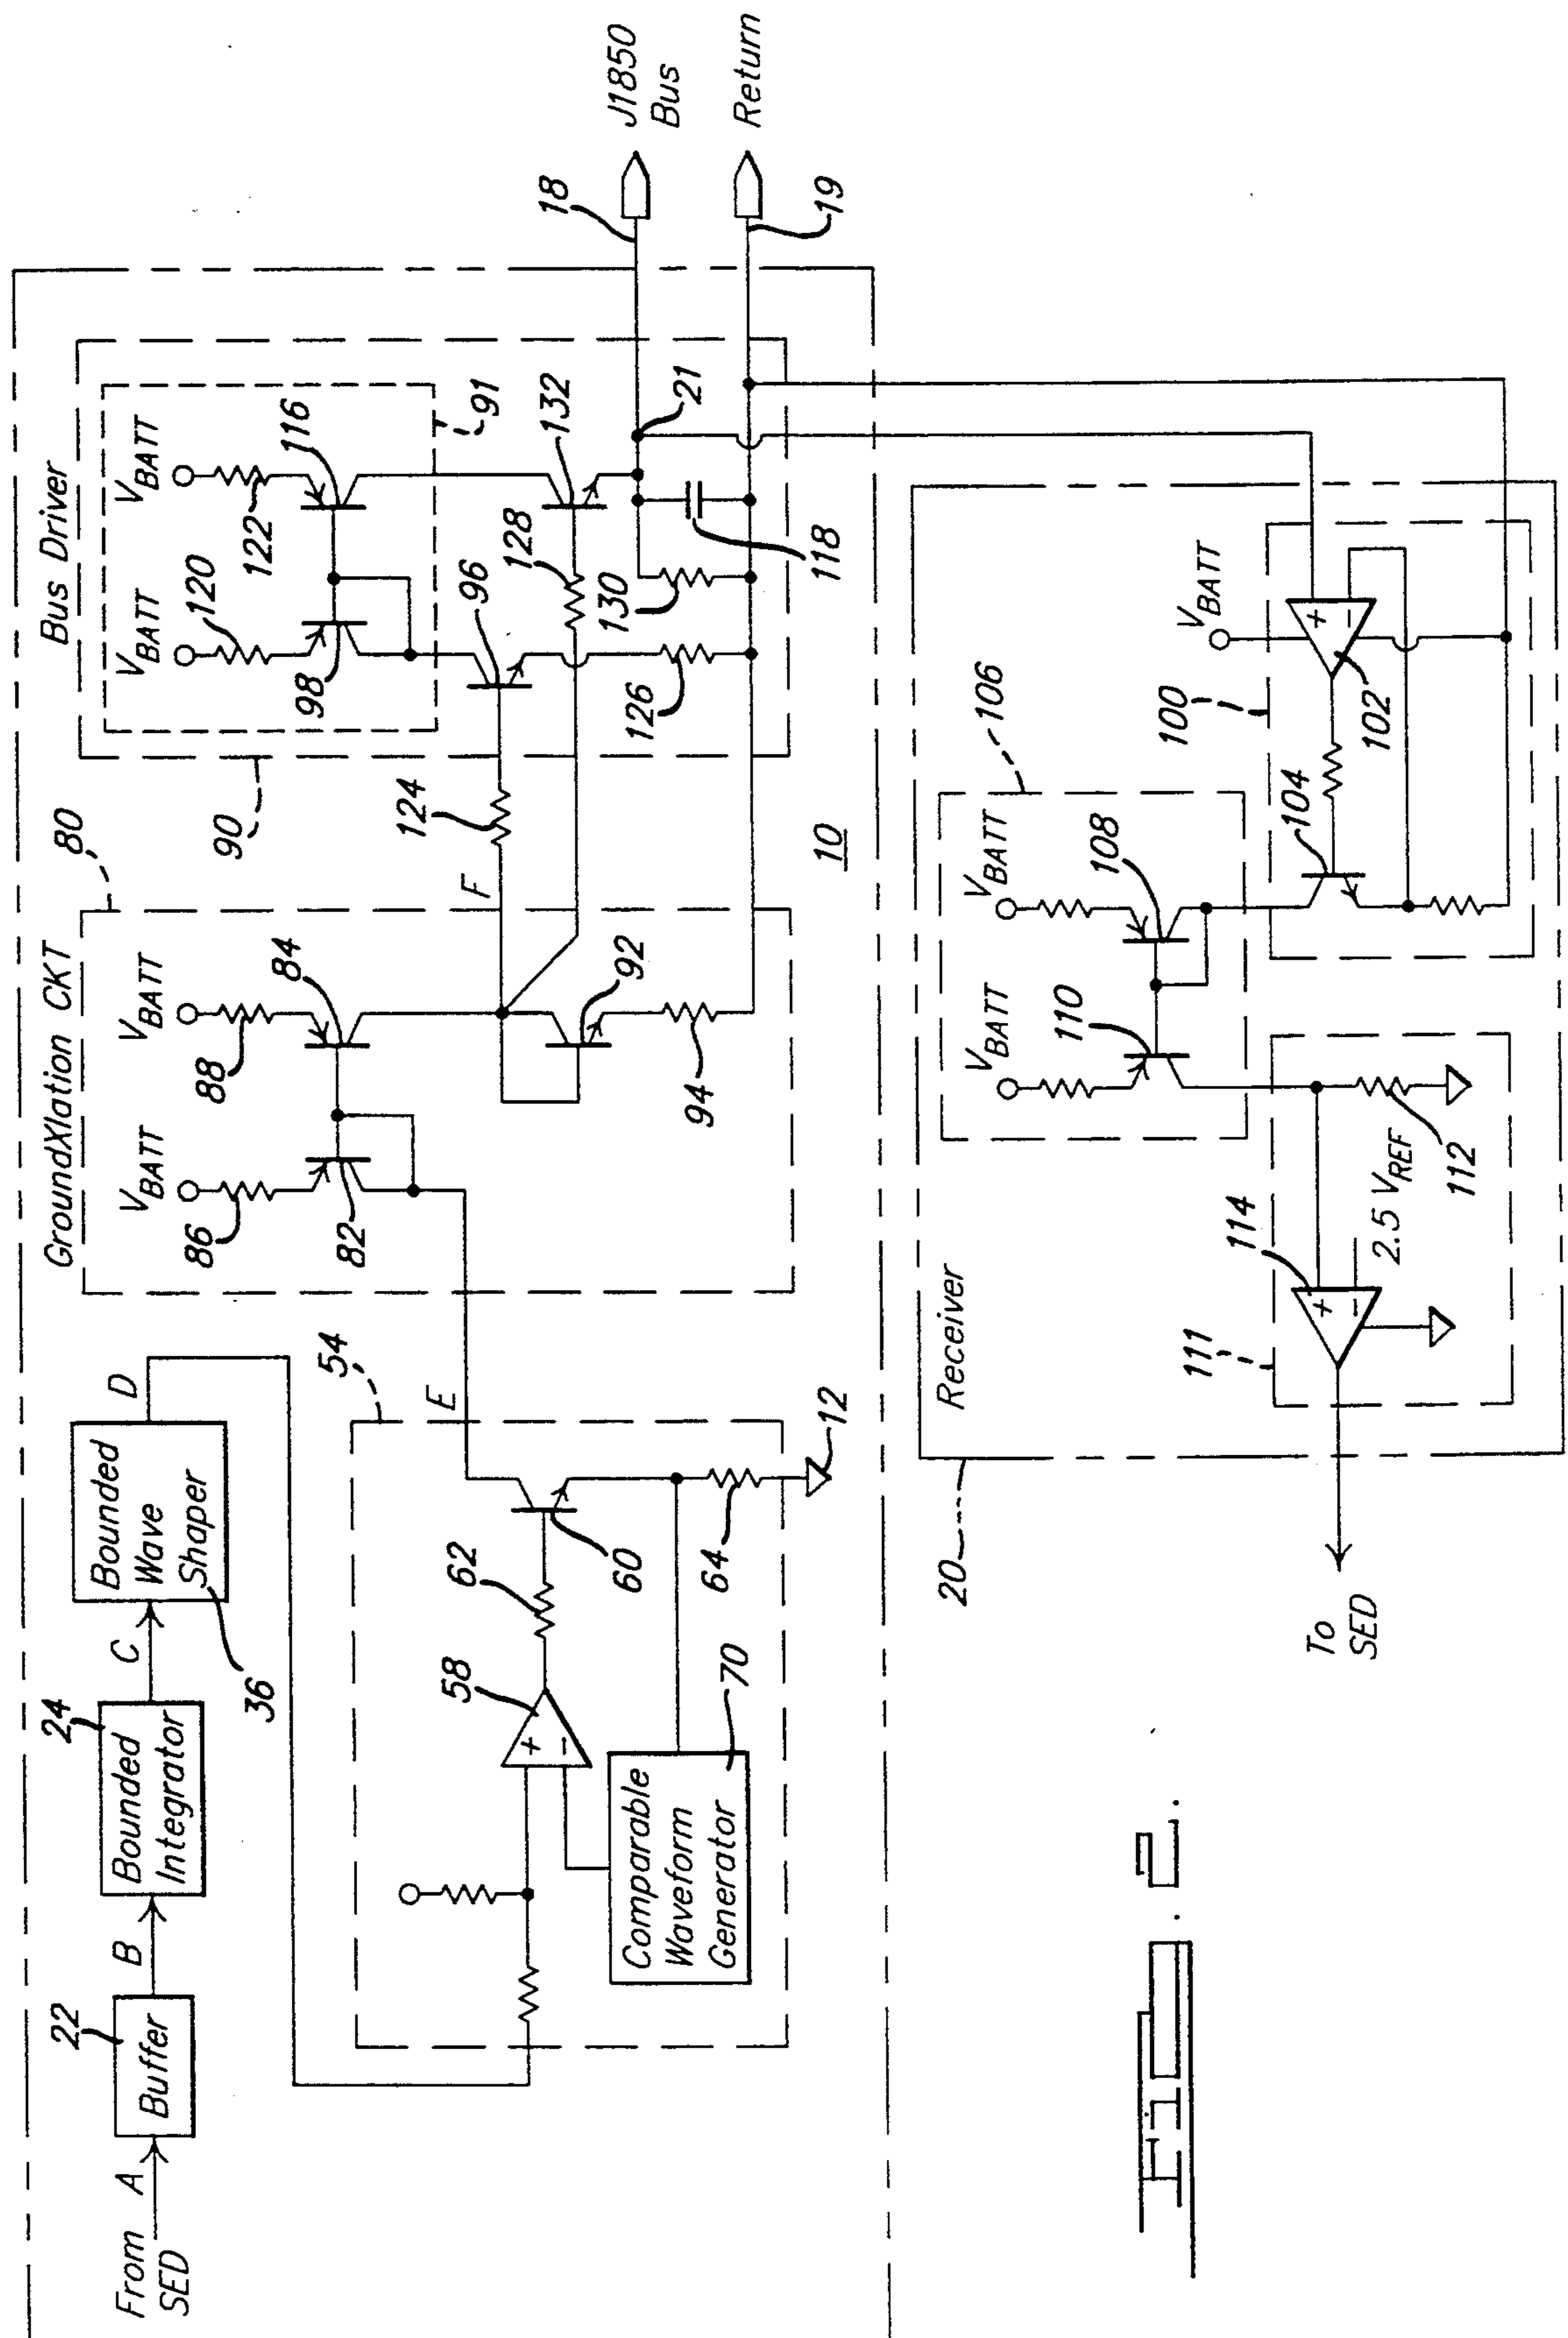 From
SED
A
Buffer
22
B
Bounded
Integrator
24
C
Bounded
Wave
Shaper
36
D
54
58
62
60
64
Comparable
Waveform
Generator
70
12
E
GroundXlation CKT
80
VBATT
VBATT
86
88
82
84
92
94
F
124
10
Bus Driver
90
VBATT
VBATT
120
122
98
116
91
96
128
132
126
130
118
21
18
19
J1850
Bus
Return
Receiver
20
111
114
2.5 VREF
112
VBATT
VBATT
110
108
106
100
104
102
VBATT
+
−
+
−
+
−
To
SED
Fig. 2.